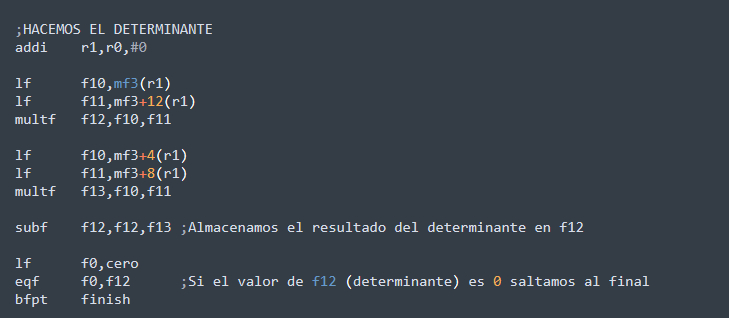 ;HACEMOS EL DETERMINANTE
addi r1,r0,#0
lf f10,mf3(r1)
lf f11,mf3+12(r1)
multf f12,f10,f11
lf f10,mf3+4(r1)
lf f11,mf3+8(r1)
multf f13,f10,f11
subf f12,f12,f13 ;Almacenamos el resultado del determinante en f12
lf f0,cero
eqf f0,f12 ;Si el valor de f12 (determinante) es 0 saltamos al final
bfpt finish